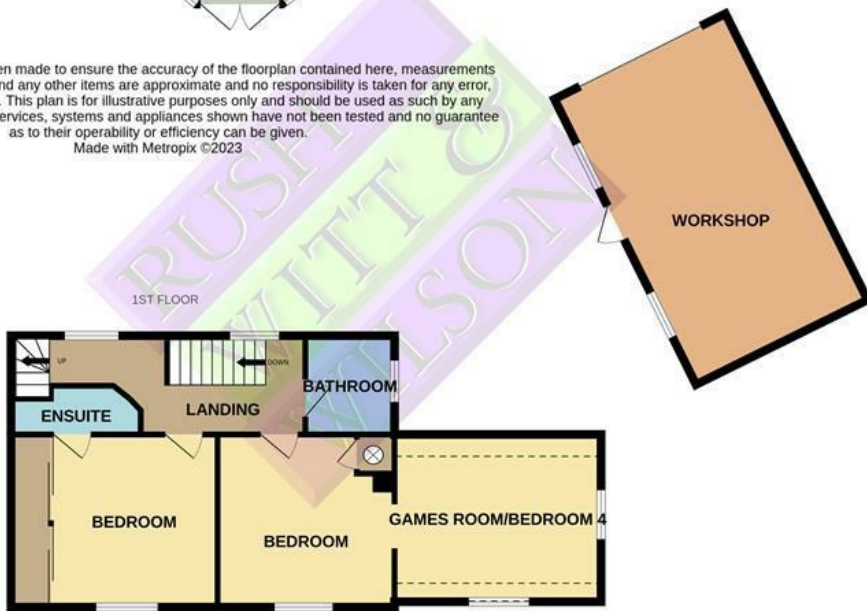 en made to ensure the accuracy of the floorplan contained here, measurements
nd any other items are approximate and no responsibility is taken for any error,
. This plan is for illustrative purposes only and should be used as such by any
ervices, systems and appliances shown have not been tested and no guarantee
as to their operability or efficiency can be given.
Made with Metropix ©2023
RUSH
WITT &
WILSON
WORKSHOP
1ST FLOOR
UP
DOWN
BATHROOM
ENSUITE
LANDING
BEDROOM
BEDROOM
GAMES ROOM/BEDROOM 4